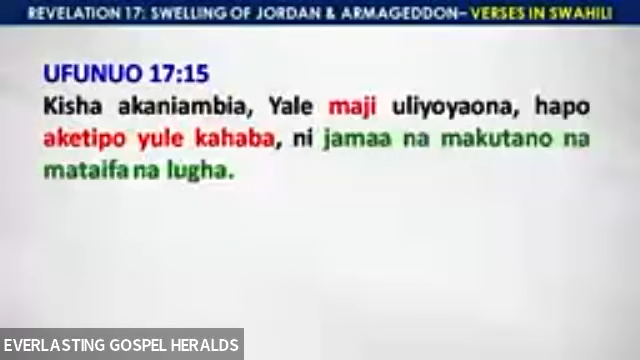 REVELATION 17: SWELLING OF JORDAN & ARMAGEDDON– VERSES IN SWAHILI
UFUNUO 17:15
Kisha akaniambia, Yale maji uliyoyaona, hapo
aketipo yule kahaba, ni jamaa na makutano na
mataifa na lugha.
EVERLASTING GOSPEL HERALDS